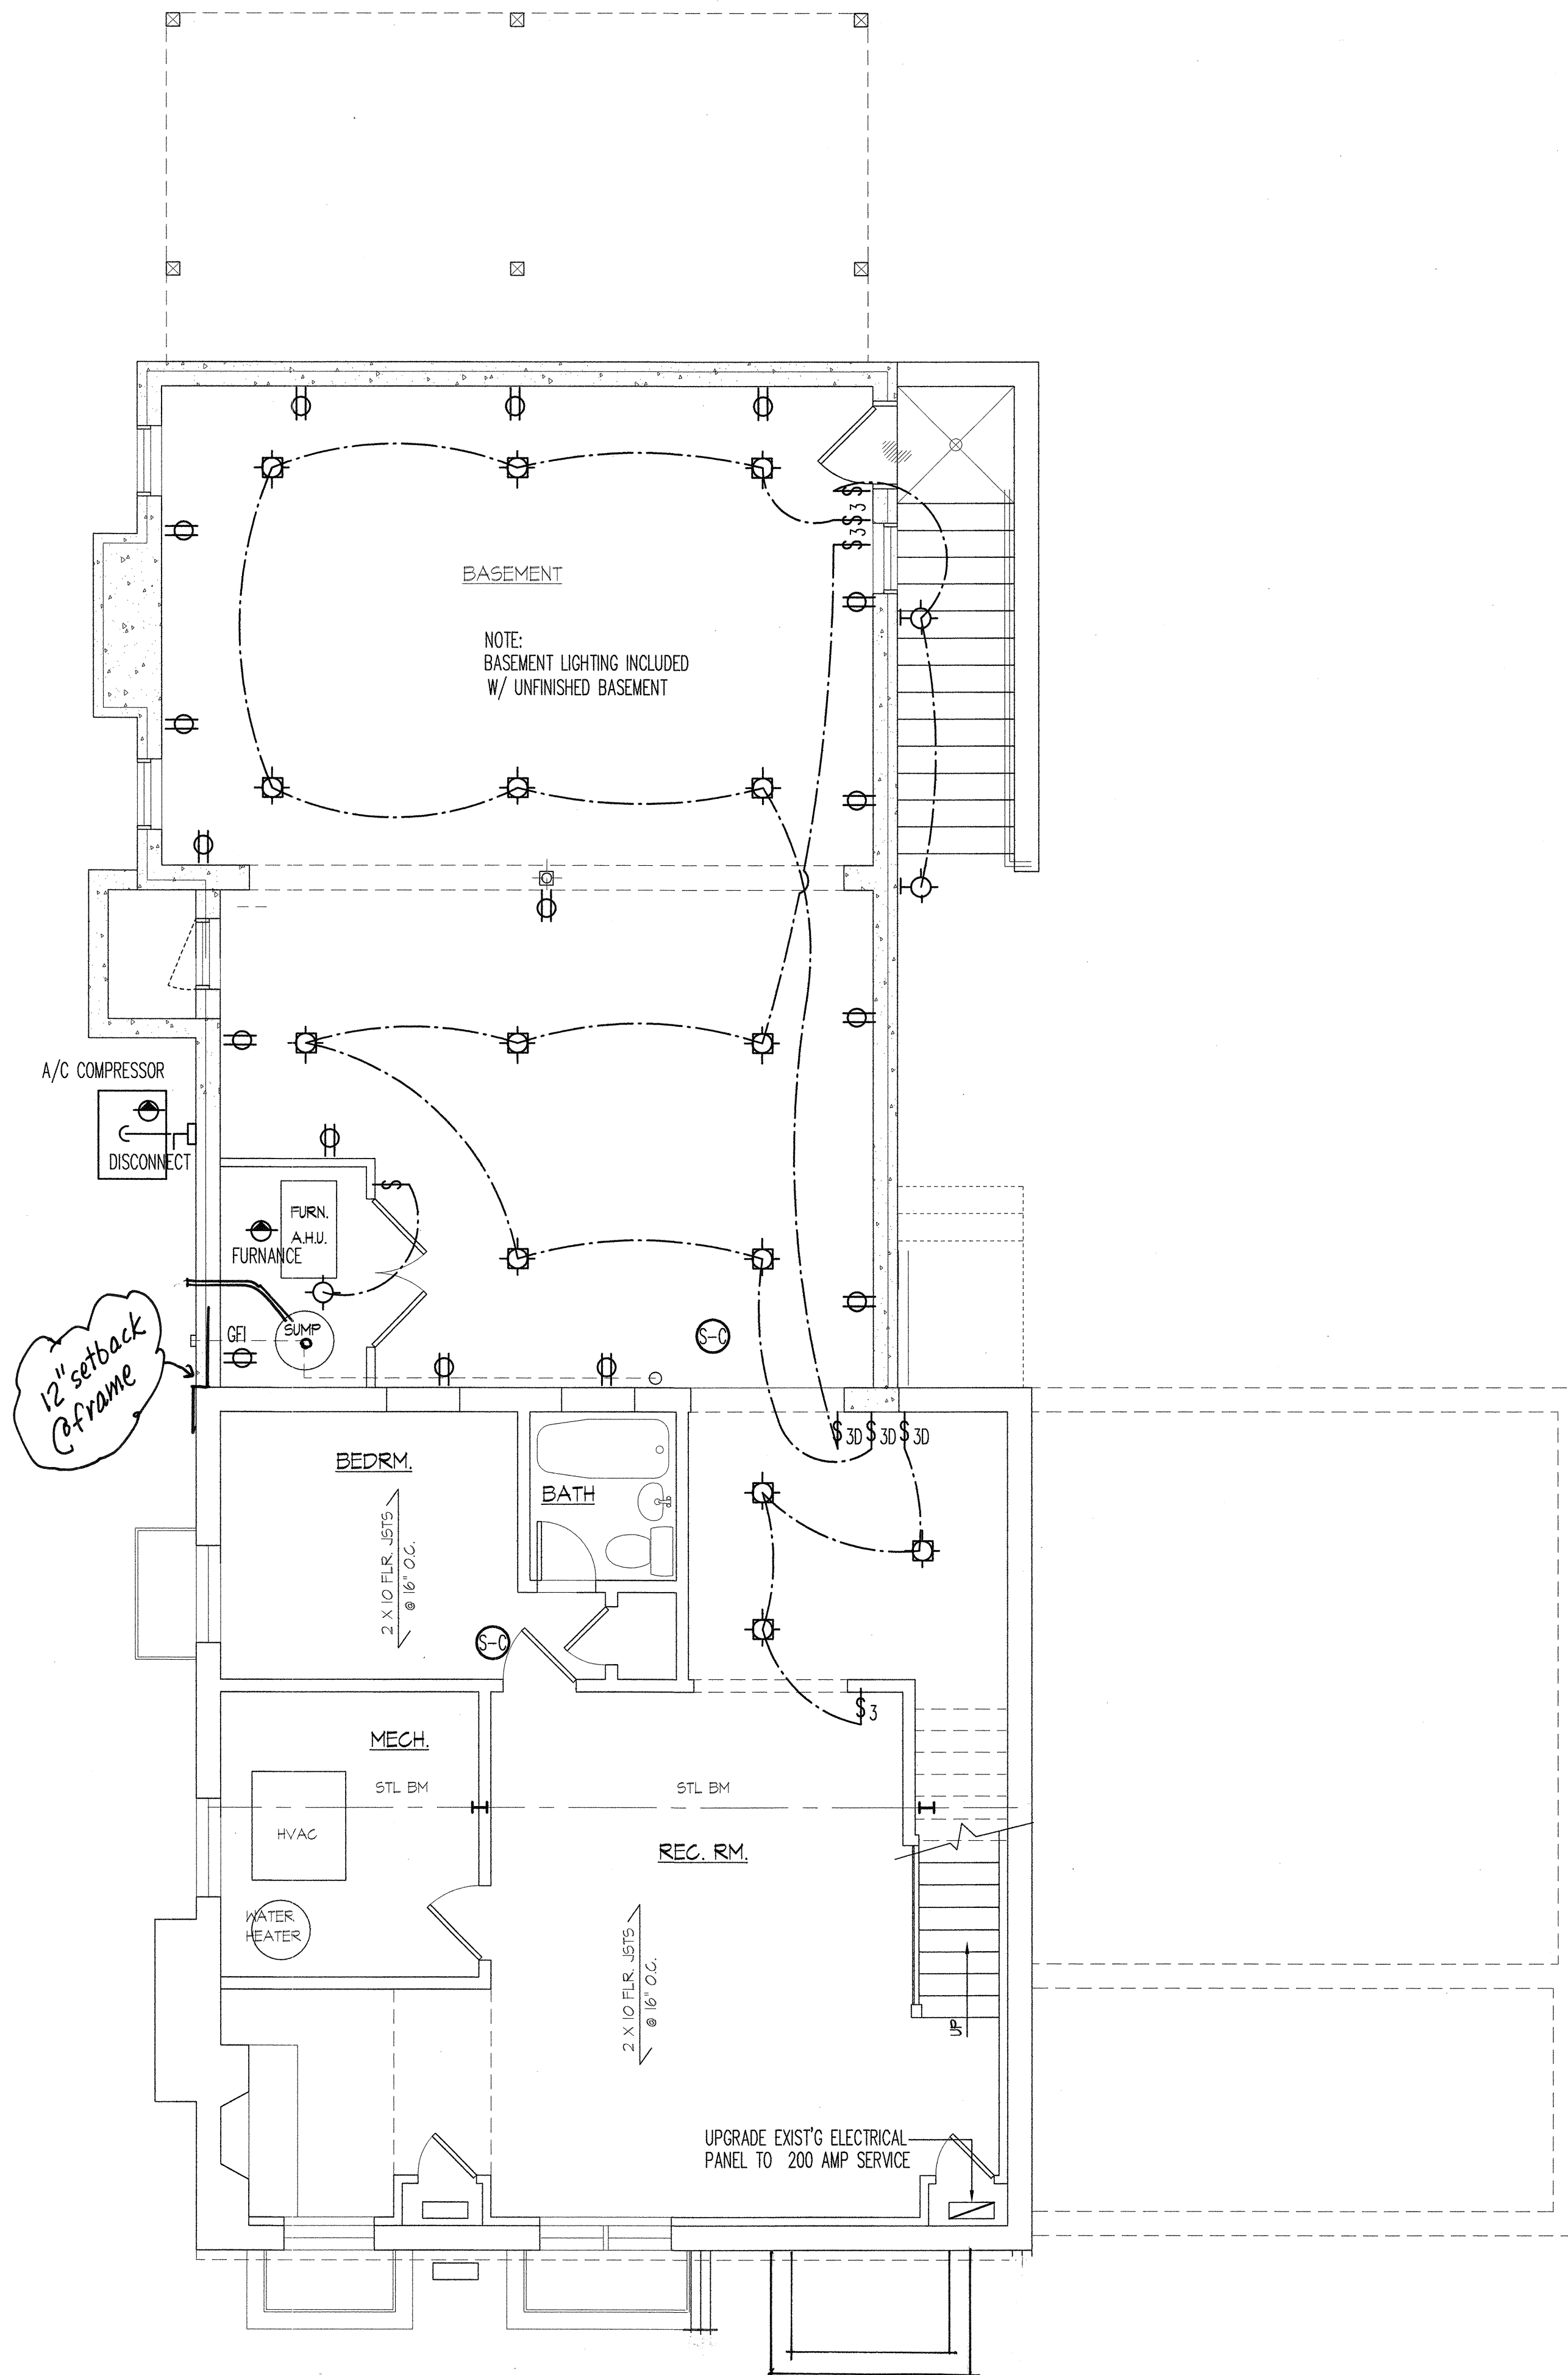 $
$3
$3
BASEMENT
NOTE:
BASEMENT LIGHTING INCLUDED
W/ UNFINISHED BASEMENT
A/C COMPRESSOR
DISCONNECT
$
FURN.
A.H.U.
FURNANCE
GFI
SUMP
S-C
12" setback
@frame
$3D $3D $3D
BEDRM.
BATH
2 X 10 FLR. JSTS
@ 16" O.C.
S-C
$3
MECH.
STL BM
STL BM
HVAC
REC. RM.
WATER
HEATER
2 X 10 FLR. JSTS
@ 16" O.C.
UP
UPGRADE EXIST'G ELECTRICAL
PANEL TO 200 AMP SERVICE